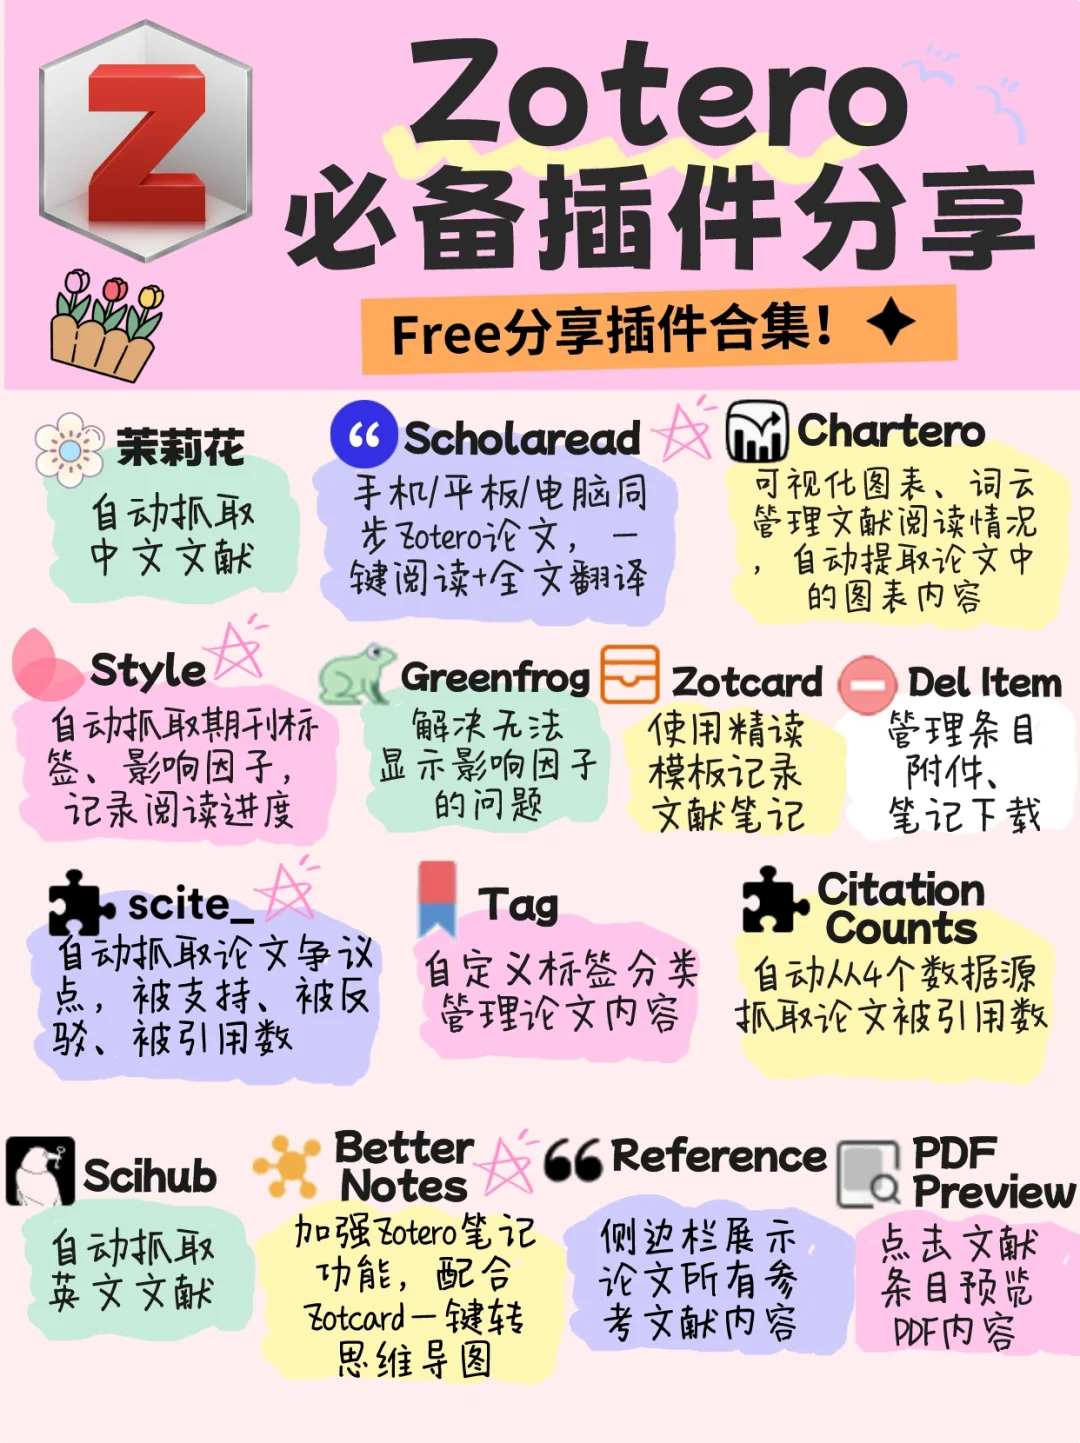 Z
Zotero
必备插件分享
Free分享插件合集！
茉莉花
自动抓取
中文文献
Scholaread
手机/平板/电脑同
步Zotero论文，一
键阅读+全文翻译
Chartero
可视化图表、词云
管理文献阅读情况
，自动提取论文中
的图表内容
Style
自动抓取期刊标
签、影响因子，
记录阅读进度
Greenfrog
解决无法
显示影响因子
的问题
Zotcard
使用精读
模板记录
文献笔记
Del Item
管理条目
附件、
笔记下载
scite_
自动抓取论文争议
点，被支持、被反
驳、被引用数
Tag
自定义标签分类
管理论文内容
Citation
Counts
自动从4个数据源
抓取论文被引用数
Scihub
自动抓取
英文文献
Better
Notes
加强Zotero笔记
功能，配合
Zotcard一键转
思维导图
Reference
侧边栏展示
论文所有参
考文献内容
PDF
Preview
点击文献
条目预览
PDF内容